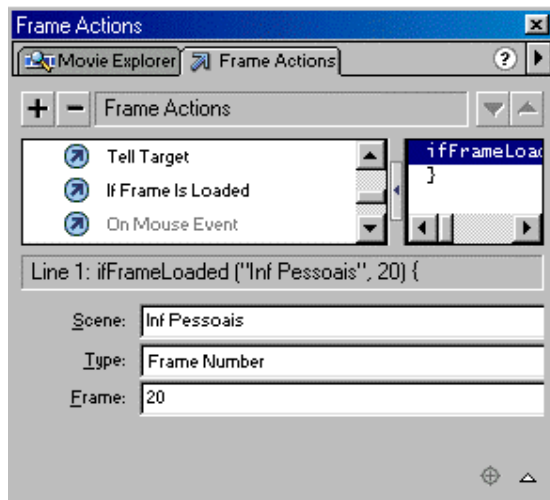 Frame Actions
Movie Explorer Frame Actions ?
+ - Frame Actions
Tell Target
If Frame Is Loaded
On Mouse Event
ifFrameLoad
}
Line 1: ifFrameLoaded ("Inf Pessoais", 20) {
Scene: Inf Pessoais
Type: Frame Number
Frame: 20